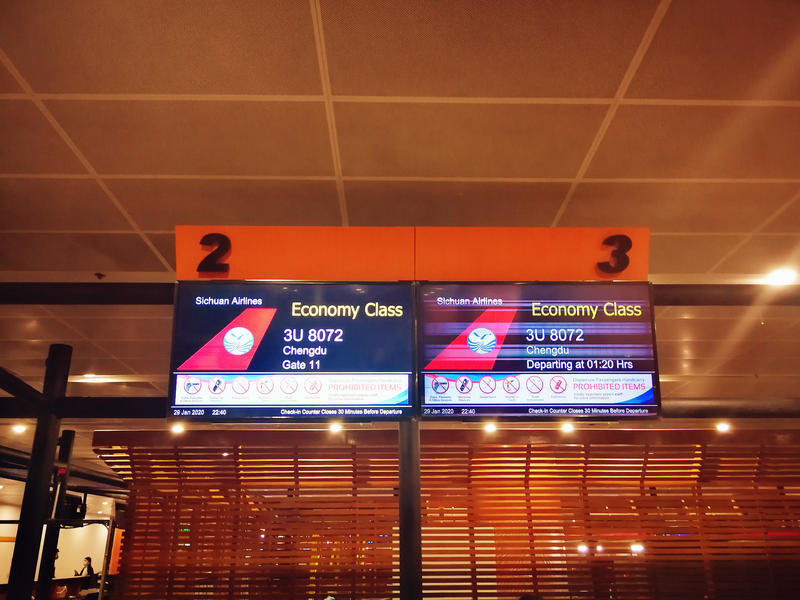 2
3
Sichuan Airlines
Economy Class
3U 8072
Chengdu
Gate 11
PROHIBITED ITEMS
29 Jan 2020 22:40 Check-in Counter Closes 30 Minutes Before Departure
Sichuan Airlines
Economy Class
3U 8072
Chengdu
Departing at 01:20 Hrs
PROHIBITED ITEMS
29 Jan 2020 22:40 Check-in Counter Closes 30 Minutes Before Departure